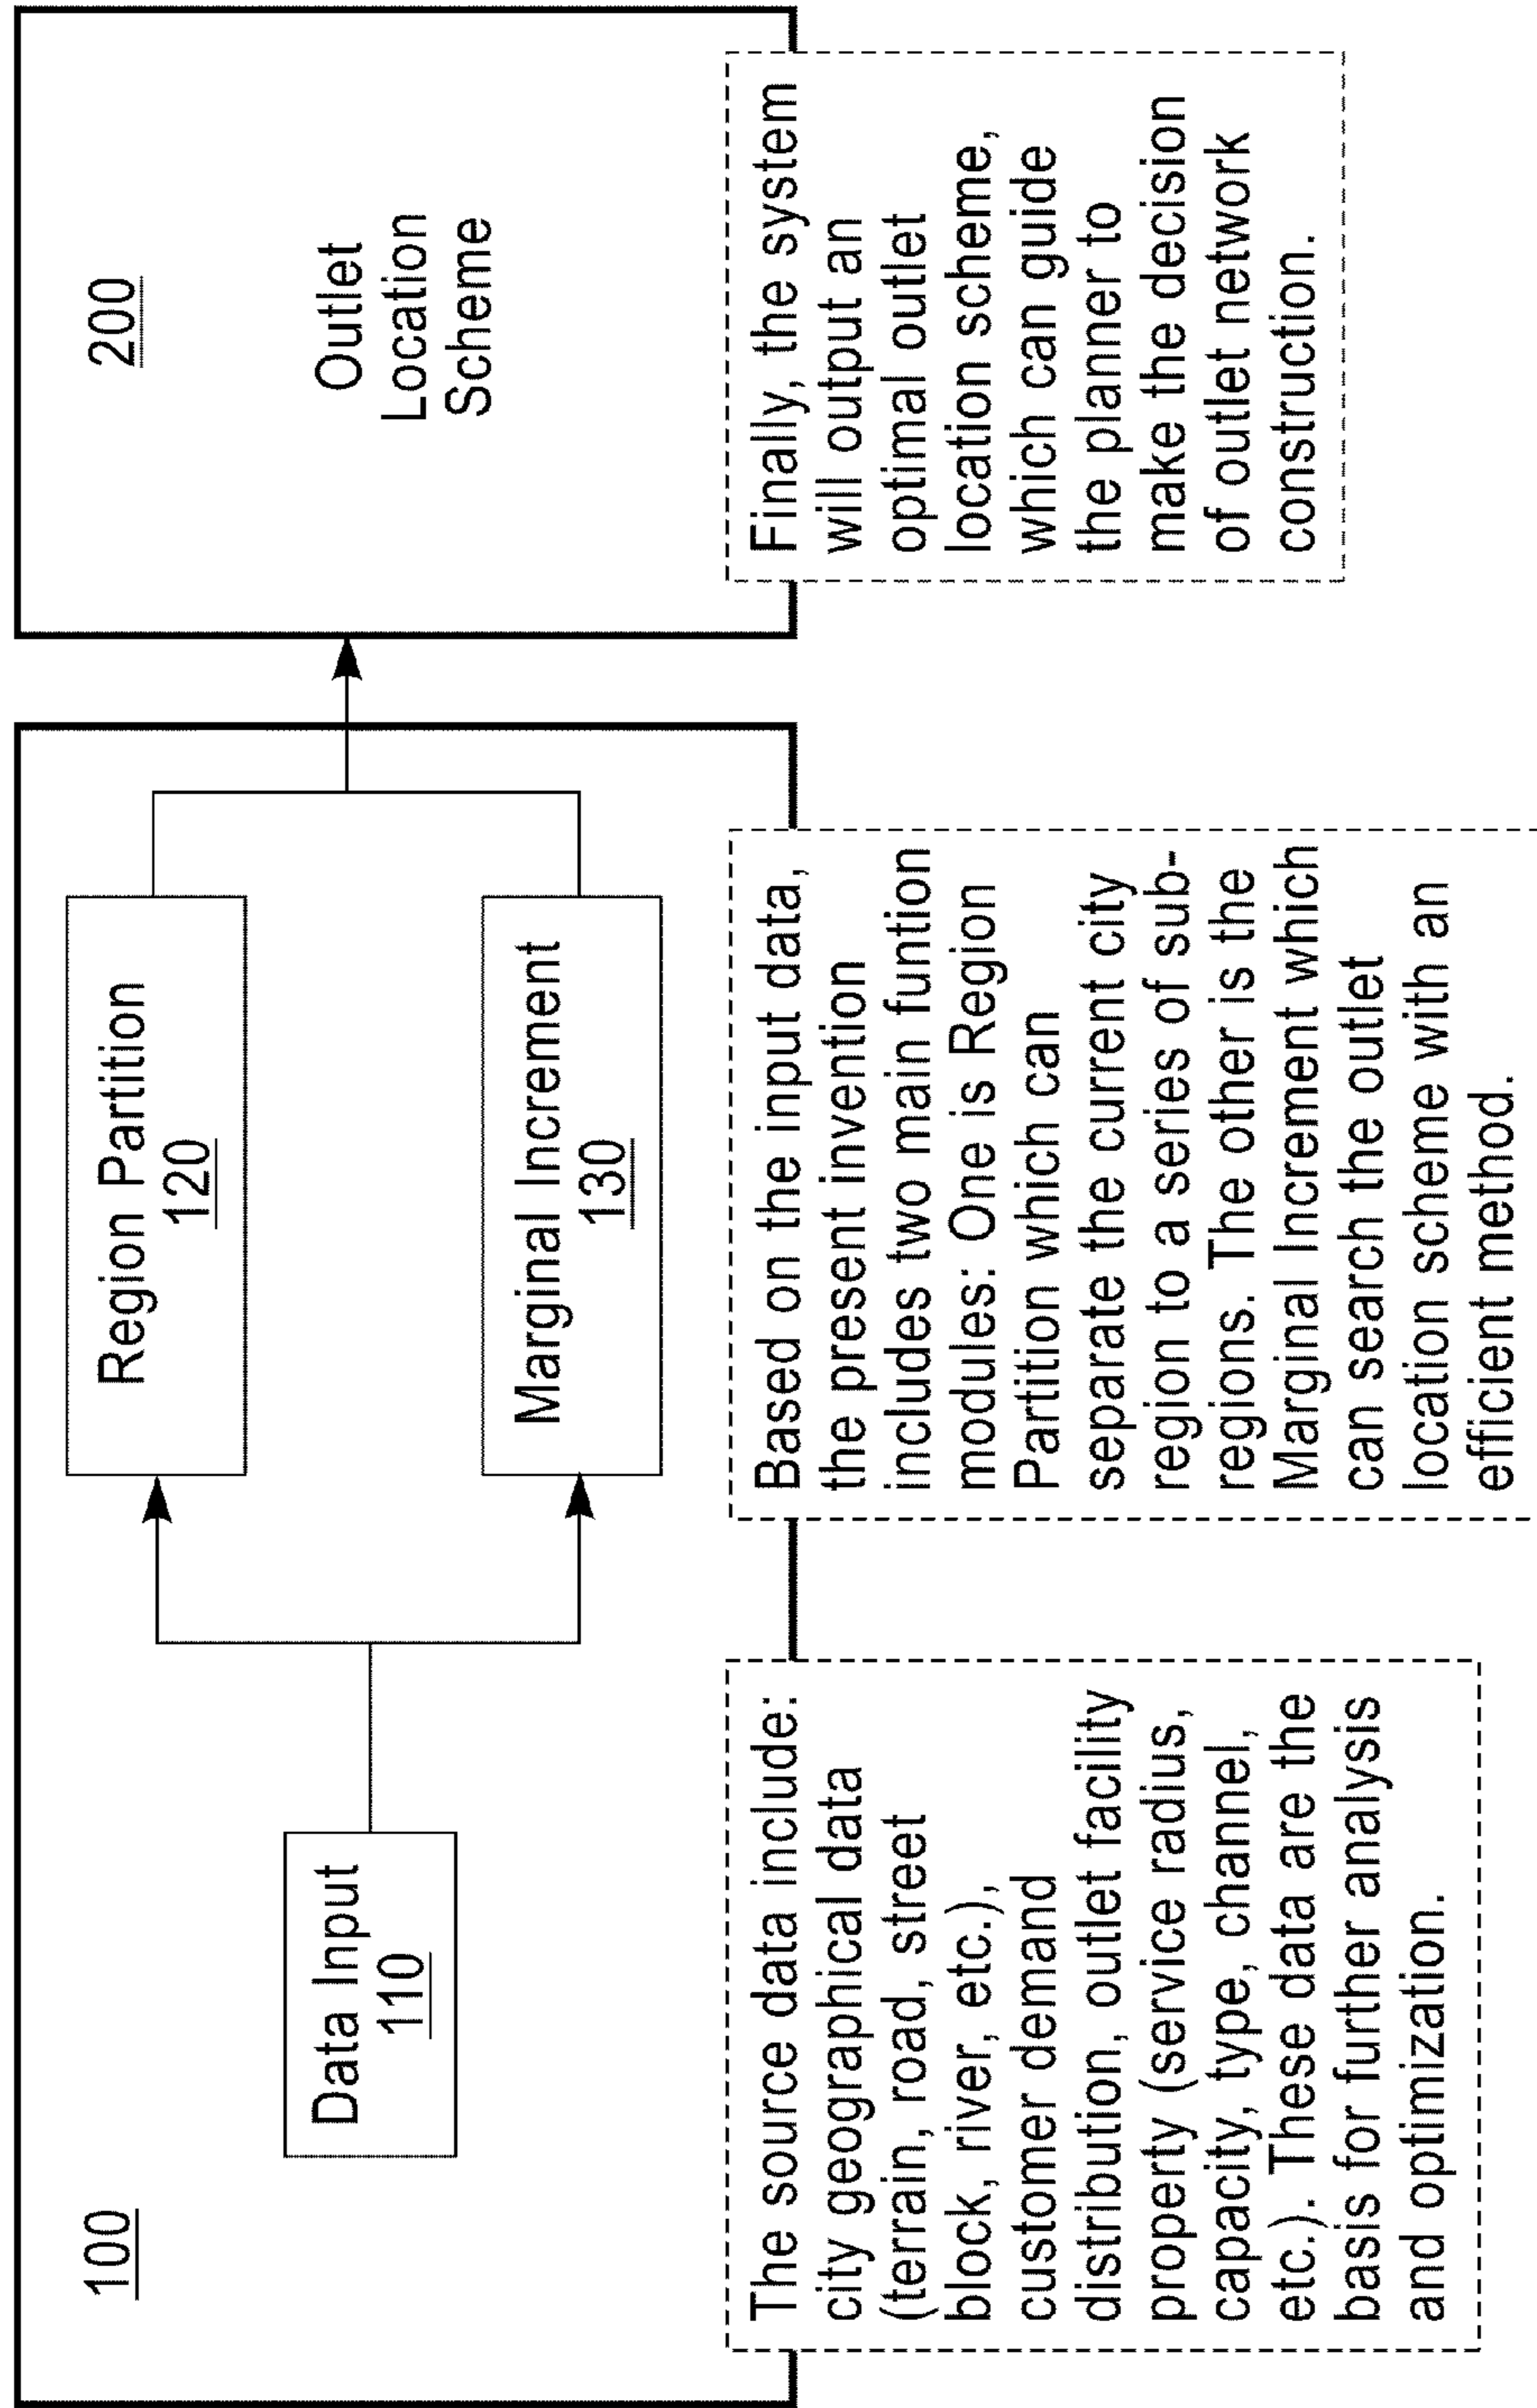 100
Data Input
110
Region Partition
120
Marginal Increment
130
200
Outlet
Location
Scheme
The source data include:
city geographical data
(terrain, road, street
block, river, etc.),
customer demand
distribution, outlet facility
property (service radius,
capacity, type, channel,
etc.). These data are the
basis for further analysis
and optimization.
Based on the input data,
the present invention
includes two main funtion
modules: One is Region
Partition which can
separate the current city
region to a series of sub-
regions. The other is the
Marginal Increment which
can search the outlet
location scheme with an
efficient method.
Finally, the system
will output an
optimal outlet
location scheme,
which can guide
the planner to
make the decision
of outlet network
construction.